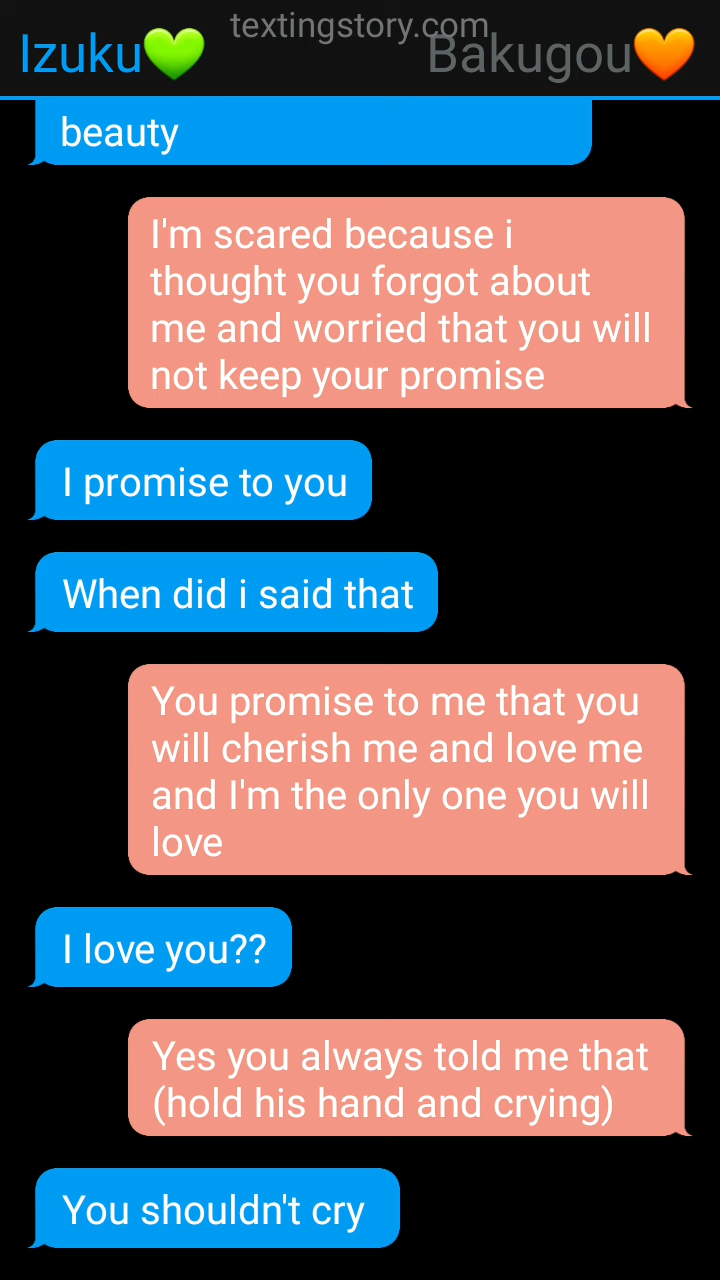 textingstory.com
Izuku💚
Bakugou🧡
beauty
I'm scared because i
thought you forgot about
me and worried that you will
not keep your promise
I promise to you
When did i said that
You promise to me that you
will cherish me and love me
and I'm the only one you will
love
I love you??
Yes you always told me that
(hold his hand and crying)
You shouldn't cry